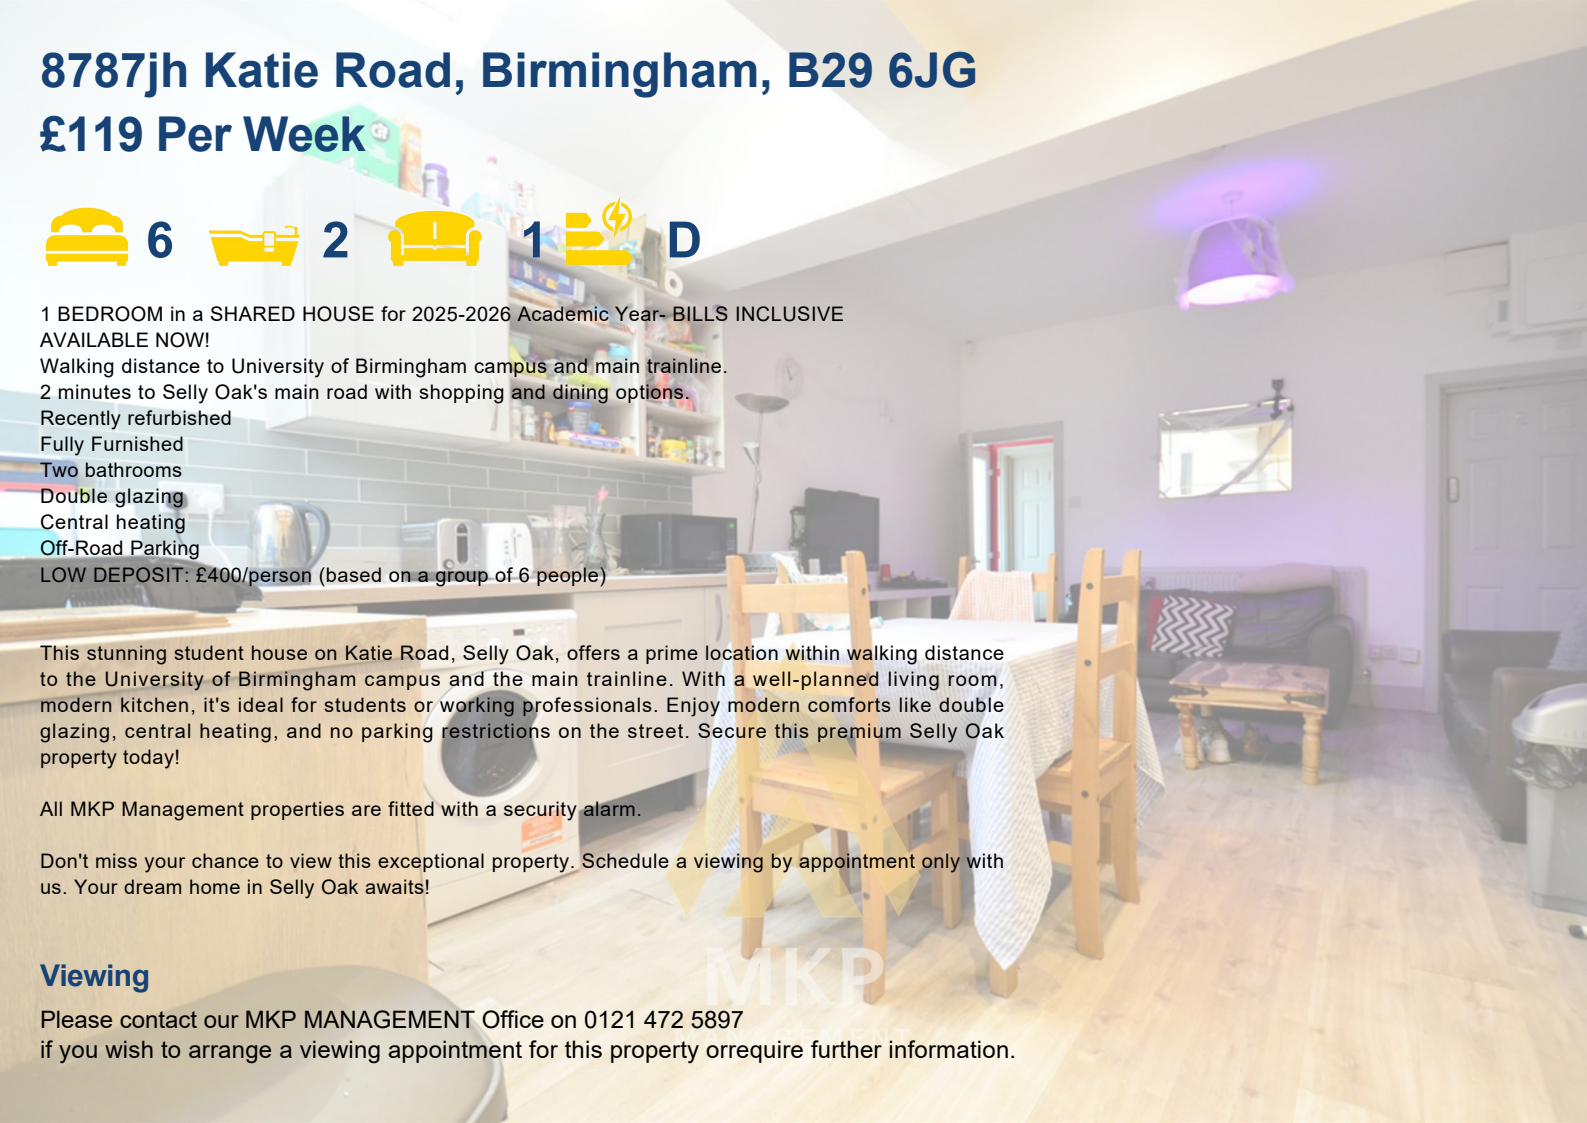 8787jh Katie Road, Birmingham, B29 6JG
£119 Per Week
6 2 1 D
1 BEDROOM in a SHARED HOUSE for 2025-2026 Academic Year- BILLS INCLUSIVE
AVAILABLE NOW!
Walking distance to University of Birmingham campus and main trainline.
2 minutes to Selly Oak's main road with shopping and dining options.
Recently refurbished
Fully Furnished
Two bathrooms
Double glazing
Central heating
Off-Road Parking
LOW DEPOSIT: £400/person (based on a group of 6 people)
This stunning student house on Katie Road, Selly Oak, offers a prime location within walking distance
to the University of Birmingham campus and the main trainline. With a well-planned living room,
modern kitchen, it's ideal for students or working professionals. Enjoy modern comforts like double
glazing, central heating, and no parking restrictions on the street. Secure this premium Selly Oak
property today!
All MKP Management properties are fitted with a security alarm.
Don't miss your chance to view this exceptional property. Schedule a viewing by appointment only with
us. Your dream home in Selly Oak awaits!
MKP
Viewing
Please contact our MKP MANAGEMENT Office on 0121 472 5897
if you wish to arrange a viewing appointment for this property orrequire further information.